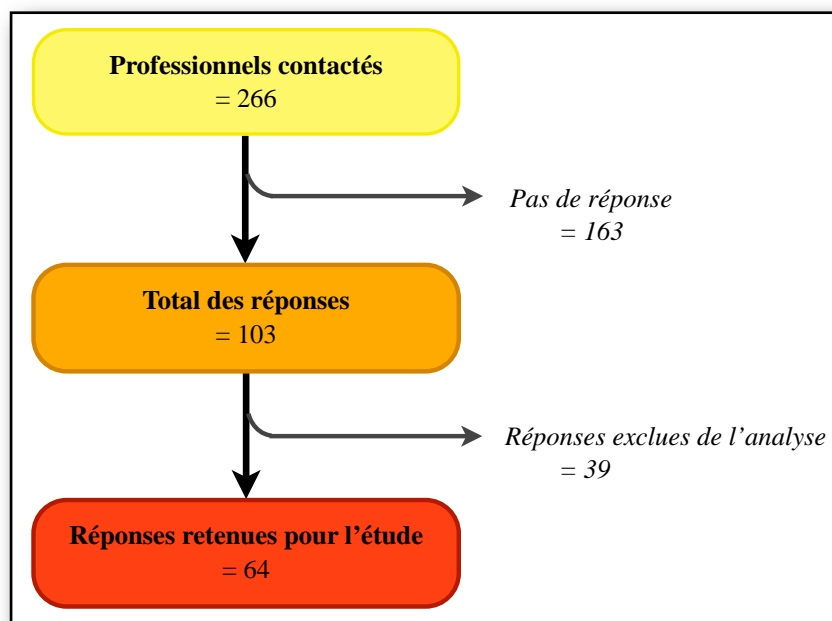 Professionnels contactés
= 266
Pas de réponse
= 163
Total des réponses
= 103
Réponses exclues de l’analyse
= 39
Réponses retenues pour l’étude
= 64